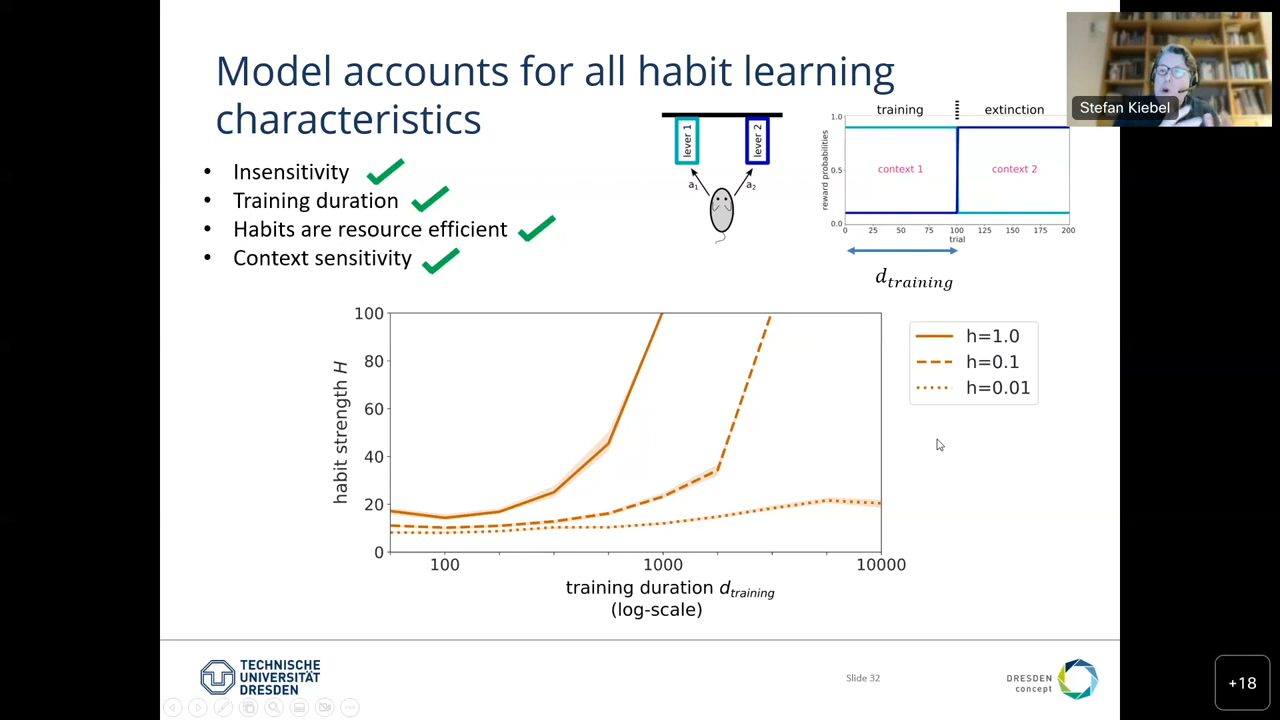 Model accounts for all habit learning
characteristics
Stefan Kiebel
• Insensitivity
• Training duration
• Habits are resource efficient
• Context sensitivity
lever 1
lever 2
a1
a2
training
extinction
reward probabilities
1.0
0.5
0.0
context 1
context 2
0 25 50 75 100 125 150 175 200
trial
d training
habit strength H
100
80
60
40
20
0
100 1000 10000
training duration d training
(log-scale)
h=1.0
h=0.1
h=0.01
TECHNISCHE
UNIVERSITÄT
DRESDEN
Slide 32
DRESDEN
concept
+18